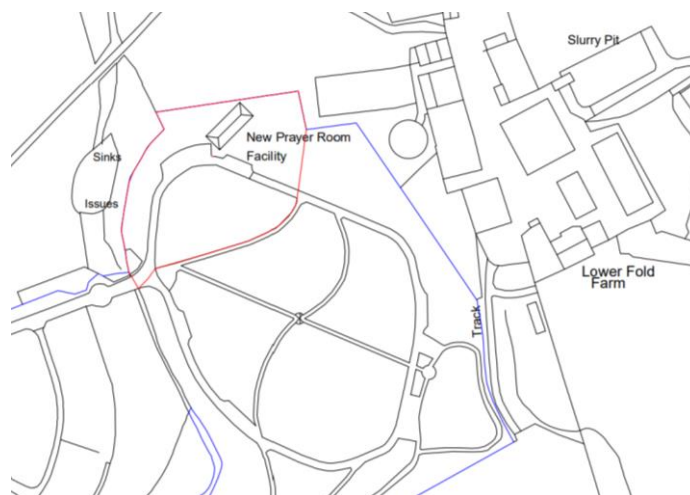 Slurry Pit
New Prayer Room
Facility
Sinks
Issues
Lower Fold
Farm
Track